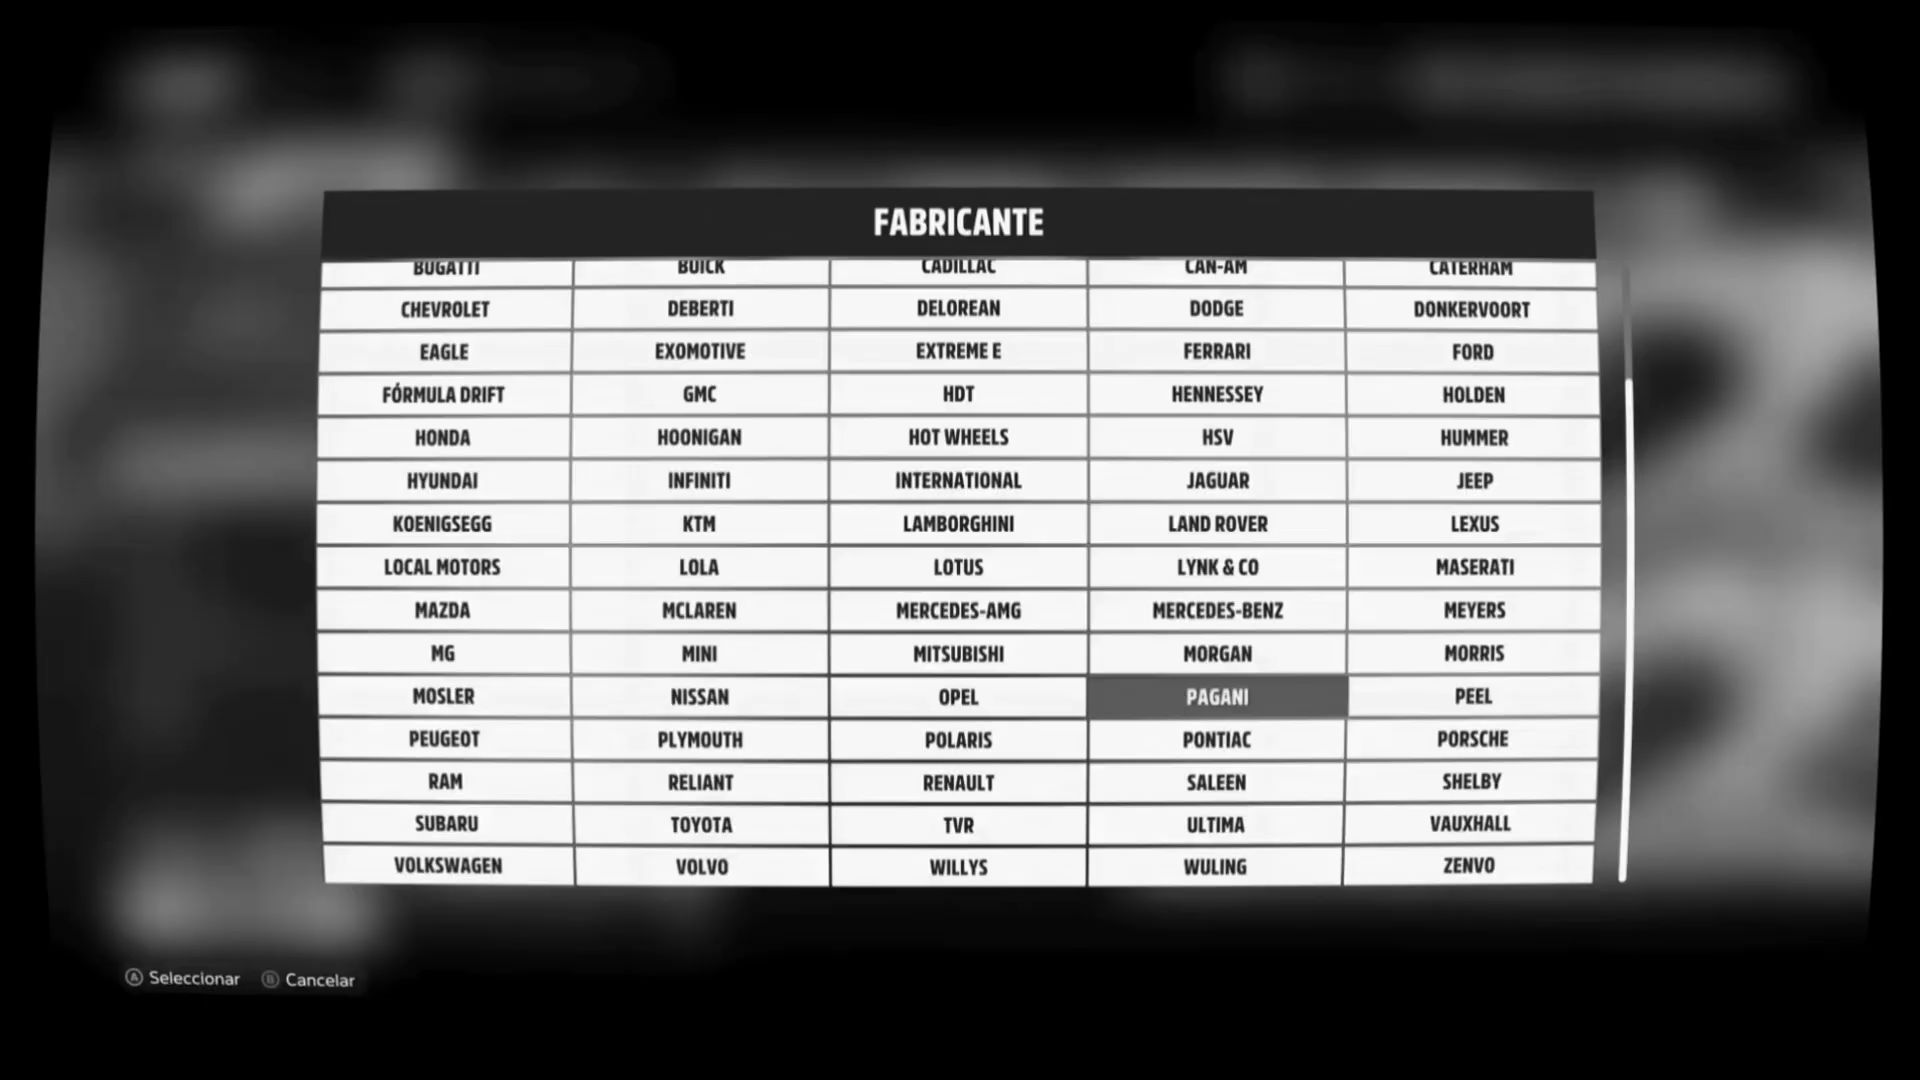 FABRICANTE
BUGATTI BUICK CADILLAC CAN-AM CATERHAM
CHEVROLET DEBERTI DELOREAN DODGE DONKERVOORT
EAGLE EXOMOTIVE EXTREME E FERRARI FORD
FÓRMULA DRIFT GMC HDT HENNESSEY HOLDEN
HONDA HOONIGAN HOT WHEELS HSV HUMMER
HYUNDAI INFINITI INTERNATIONAL JAGUAR JEEP
KOENIGSEGG KTM LAMBORGHINI LAND ROVER LEXUS
LOCAL MOTORS LOLA LOTUS LYNK & CO MASERATI
MAZDA MCLAREN MERCEDES-AMG MERCEDES-BENZ MEYERS
MG MINI MITSUBISHI MORGAN MORRIS
MOSLER NISSAN OPEL PAGANI PEEL
PEUGEOT PLYMOUTH POLARIS PONTIAC PORSCHE
RAM RELIANT RENAULT SALEEN SHELBY
SUBARU TOYOTA TVR ULTIMA VAUXHALL
VOLKSWAGEN VOLVO WILLYS WULING ZENVO
A Seleccionar B Cancelar